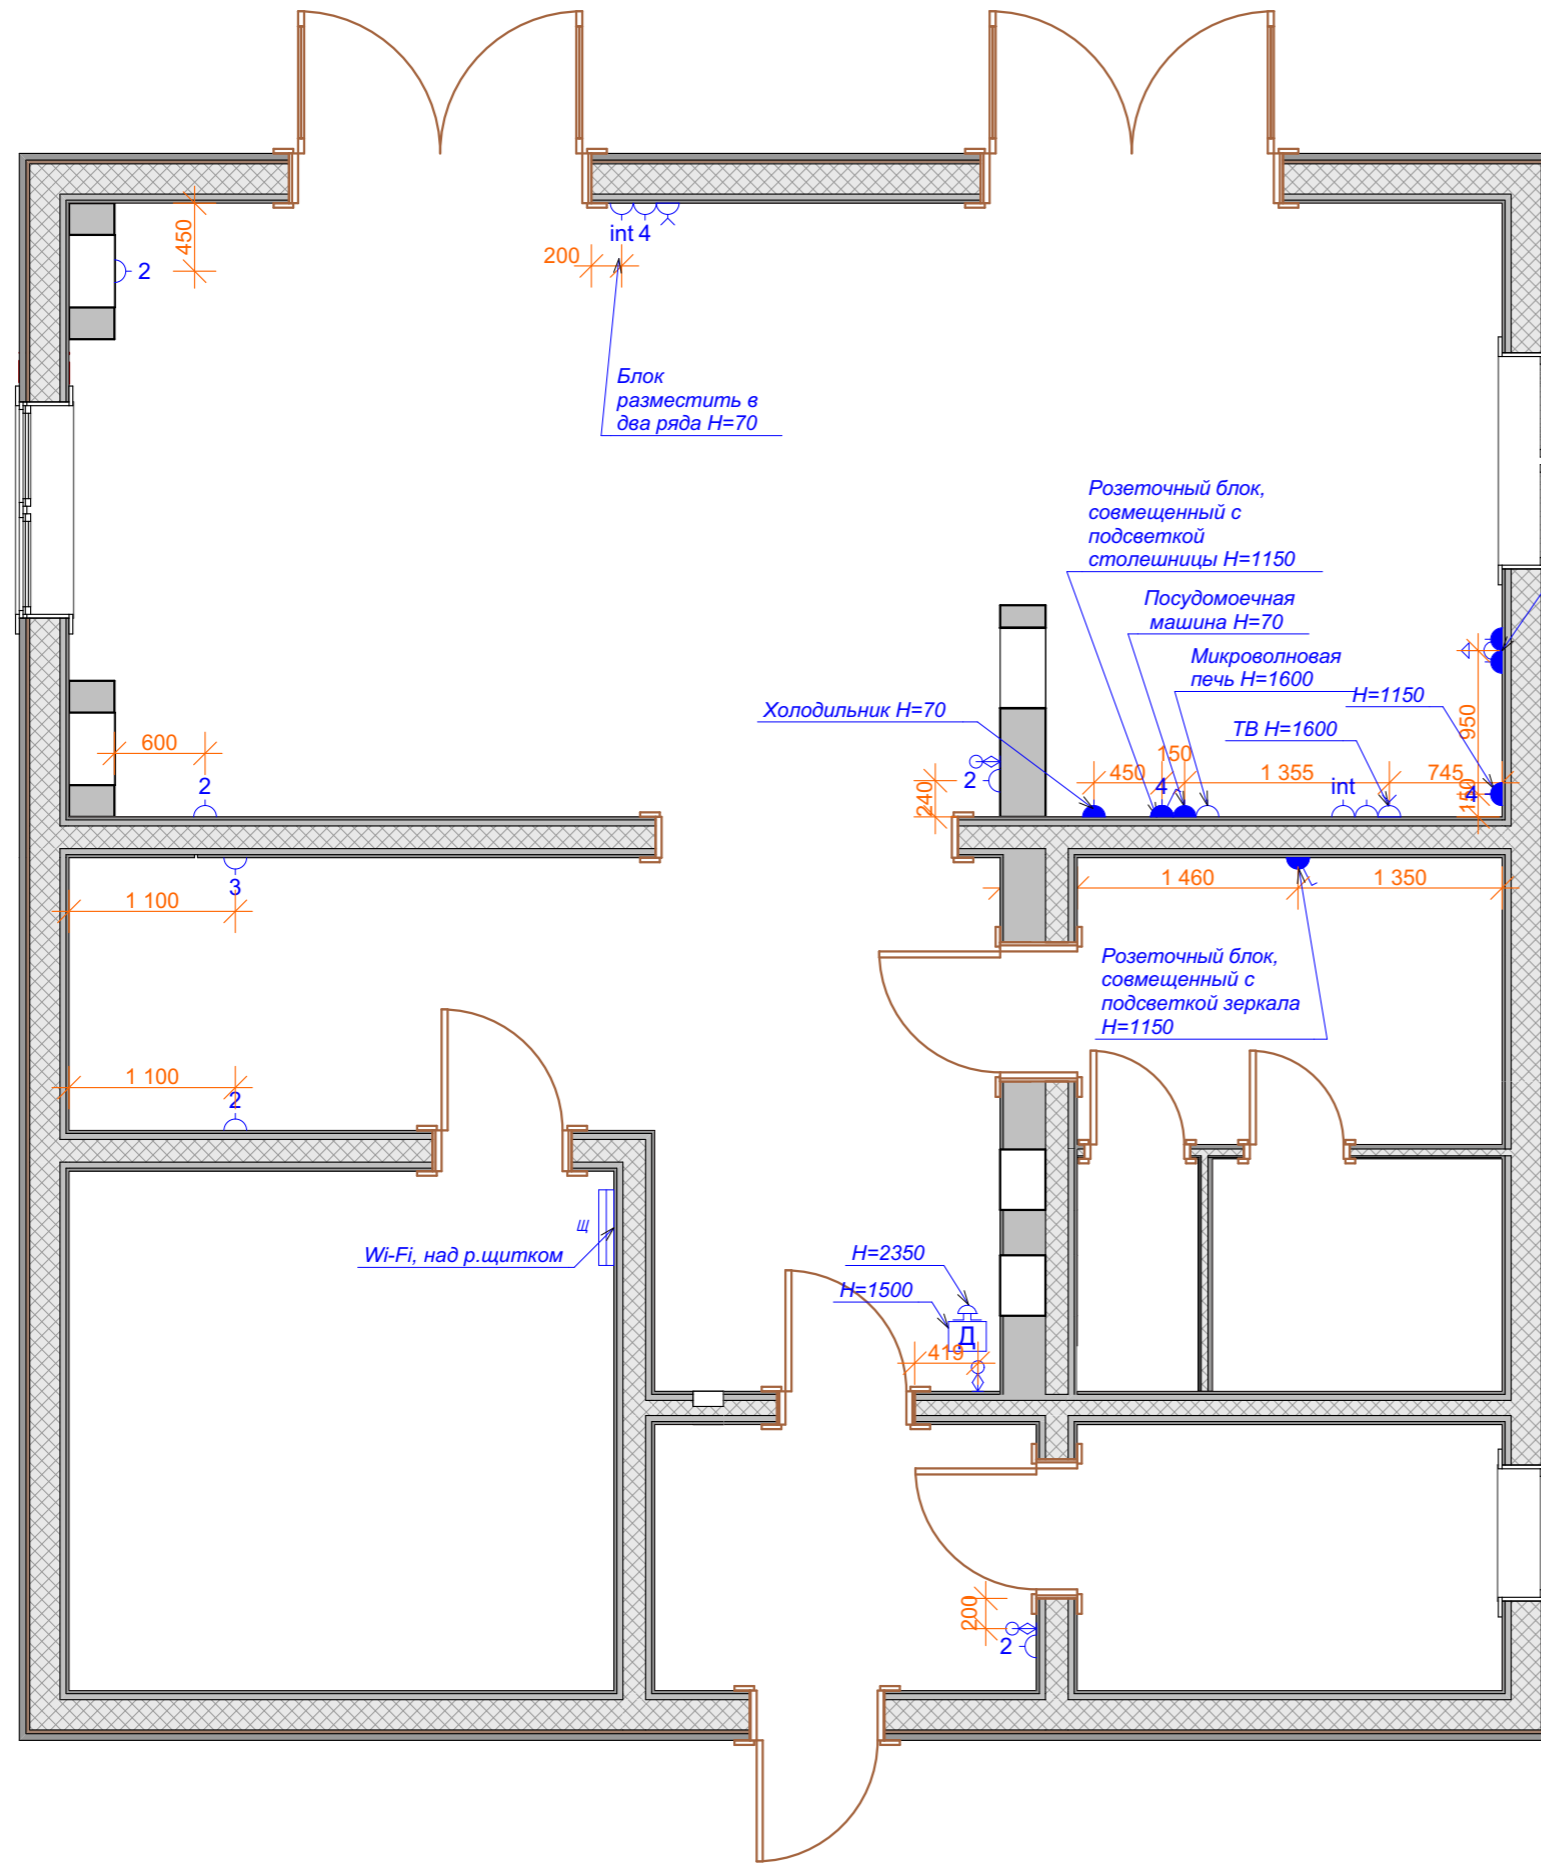 450
2
int 4
200
Блок
разместить в
два ряда H=70
Розеточный блок,
совмещенный с
подсветкой
столешницы H=1150
Посудомоечная
машина H=70
Микроволновая
печь H=1600
H=1150
Холодильник H=70
ТВ H=1600
950
600
2
2
240
450
4
150
1 355
int
745
4
150
3
1 100
1 460
1 350
Розеточный блок,
совмещенный с
подсветкой зеркала
H=1150
1 100
2
Щ
Wi-Fi, над р.щитком
H=2350
H=1500
Д
419
200
2